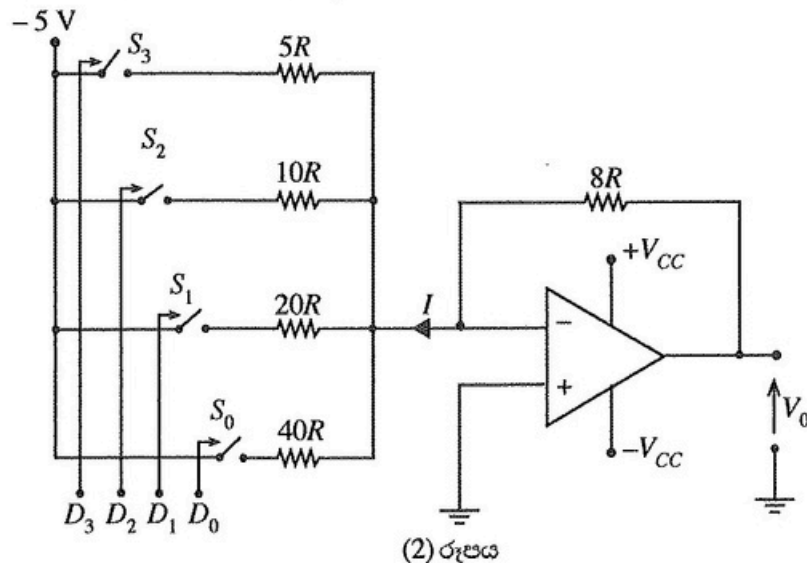 – 5 V
S3
5R
S2
10R
8R
+VCC
S1
20R
I
–
+
S0
40R
V0
–VCC
D3 D2 D1 D0
(2) රූපය